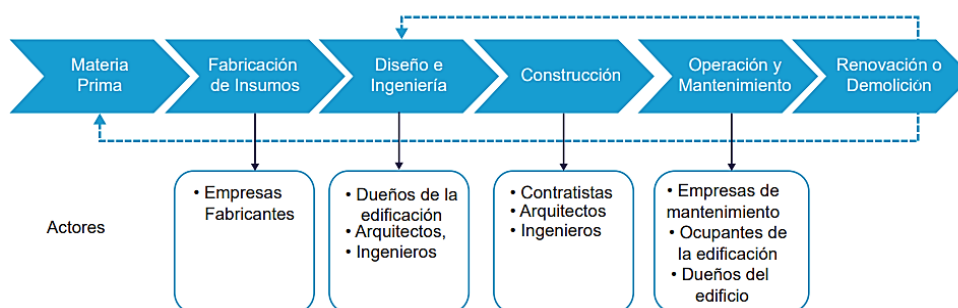 Materia
Prima
Fabricación
de Insumos
Diseño e
Ingeniería
Construcción
Operación y
Mantenimiento
Renovación o
Demolición
Actores
• Empresas
Fabricantes
• Dueños de la
edificación
• Arquitectos,
• Ingenieros
• Contratistas
• Arquitectos
• Ingenieros
• Empresas de
mantenimiento
• Ocupantes de
la edificación
• Dueños del
edificio